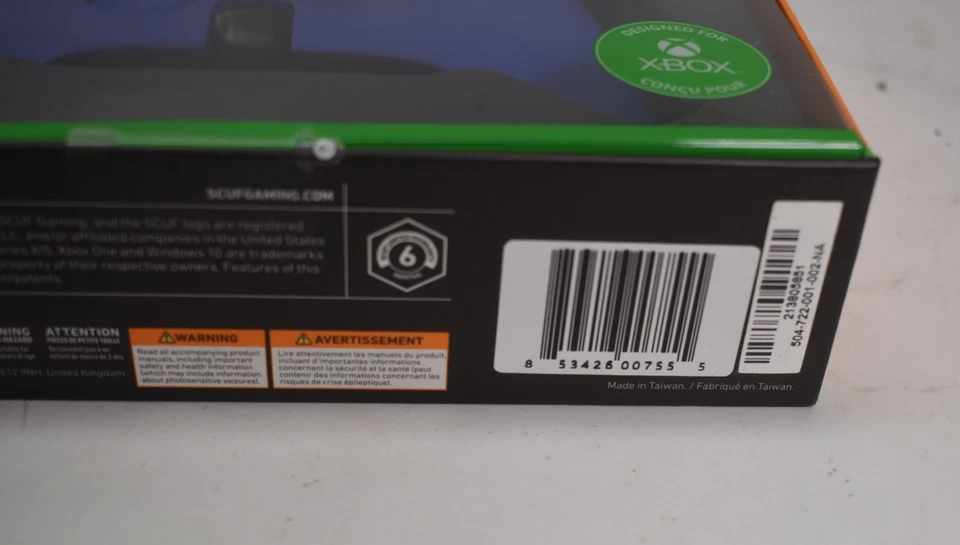 DESIGNED FOR
XBOX
CONÇU POUR
SCUFGAMING.COM
SCUF Gaming, and the SCUF logo are registered
LLC. and/or affiliated companies in the United States
X|S, Xbox One and Windows 10 are trademarks
property of their respective owners. Features of this
6
ATTENTION
WARNING
Read all accompanying product
manuals, including important
safety and health information
(which may include information
about photosensitive seizures).
AVERTISSEMENT
Lire attentivement les manuels du produit,
incluant d'importantes informations
concernant la sécurité et la santé (peut
contenir des informations concernant les
risques de crise épileptique).
E12 9NH, United Kingdom
8 53426 00755 5
Made in Taiwan. / Fabriqué en Taiwan.
213805851
504-722-001-002-NA